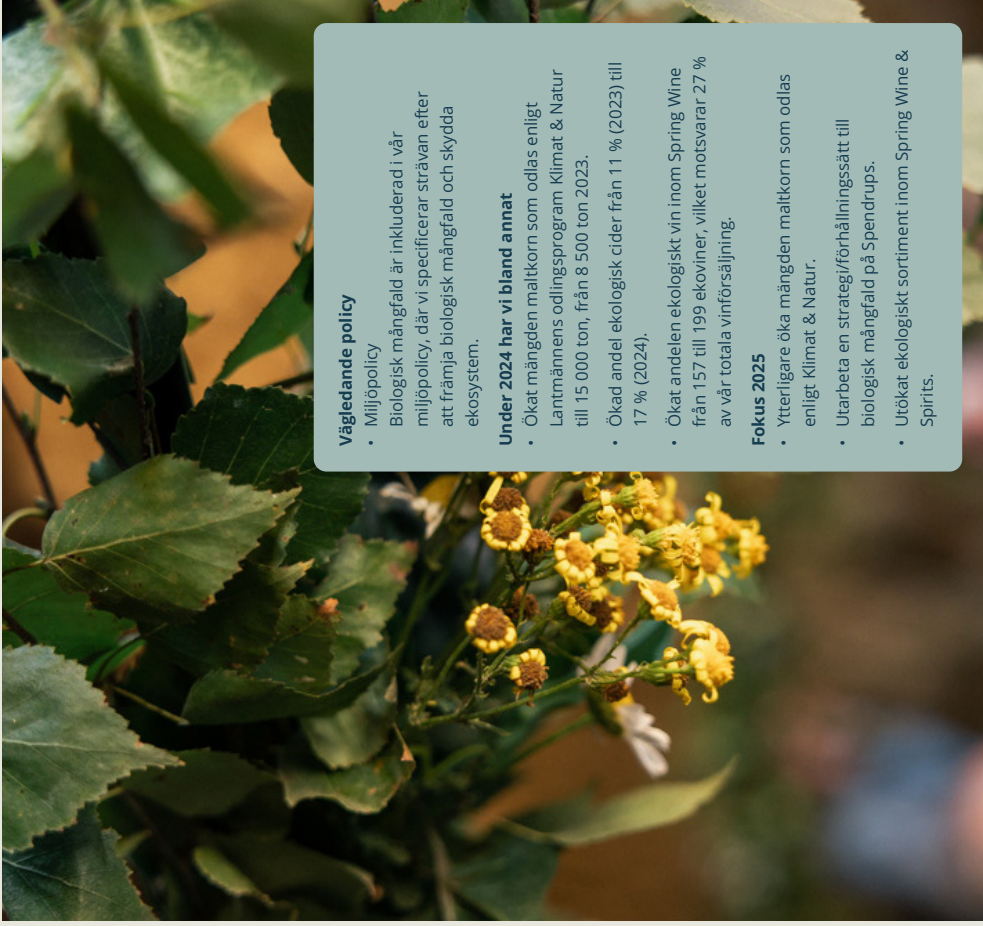 Vägledande policy
• Miljöpolicy
Biologisk mångfald är inkluderad i vår
miljöpolicy, där vi specificerar strävan efter
att främja biologisk mångfald och skydda
ekosystem.
Under 2024 har vi bland annat
• Ökat mängden maltkorn som odlas enligt
Lantmännens odlingsprogram Klimat & Natur
till 15 000 ton, från 8 500 ton 2023.
• Ökad andel ekologisk cider från 11 % (2023) till
17 % (2024).
• Ökat andelen ekologiskt vin inom Spring Wine
från 157 till 199 ekoviner, vilket motsvarar 27 %
av vår totala vinförsäljning.
Fokus 2025
• Ytterligare öka mängden maltkorn som odlas
enligt Klimat & Natur.
• Utarbeta en strategi/förhållningssätt till
biologisk mångfald på Spendrups.
• Utökat ekologiskt sortiment inom Spring Wine &
Spirits.